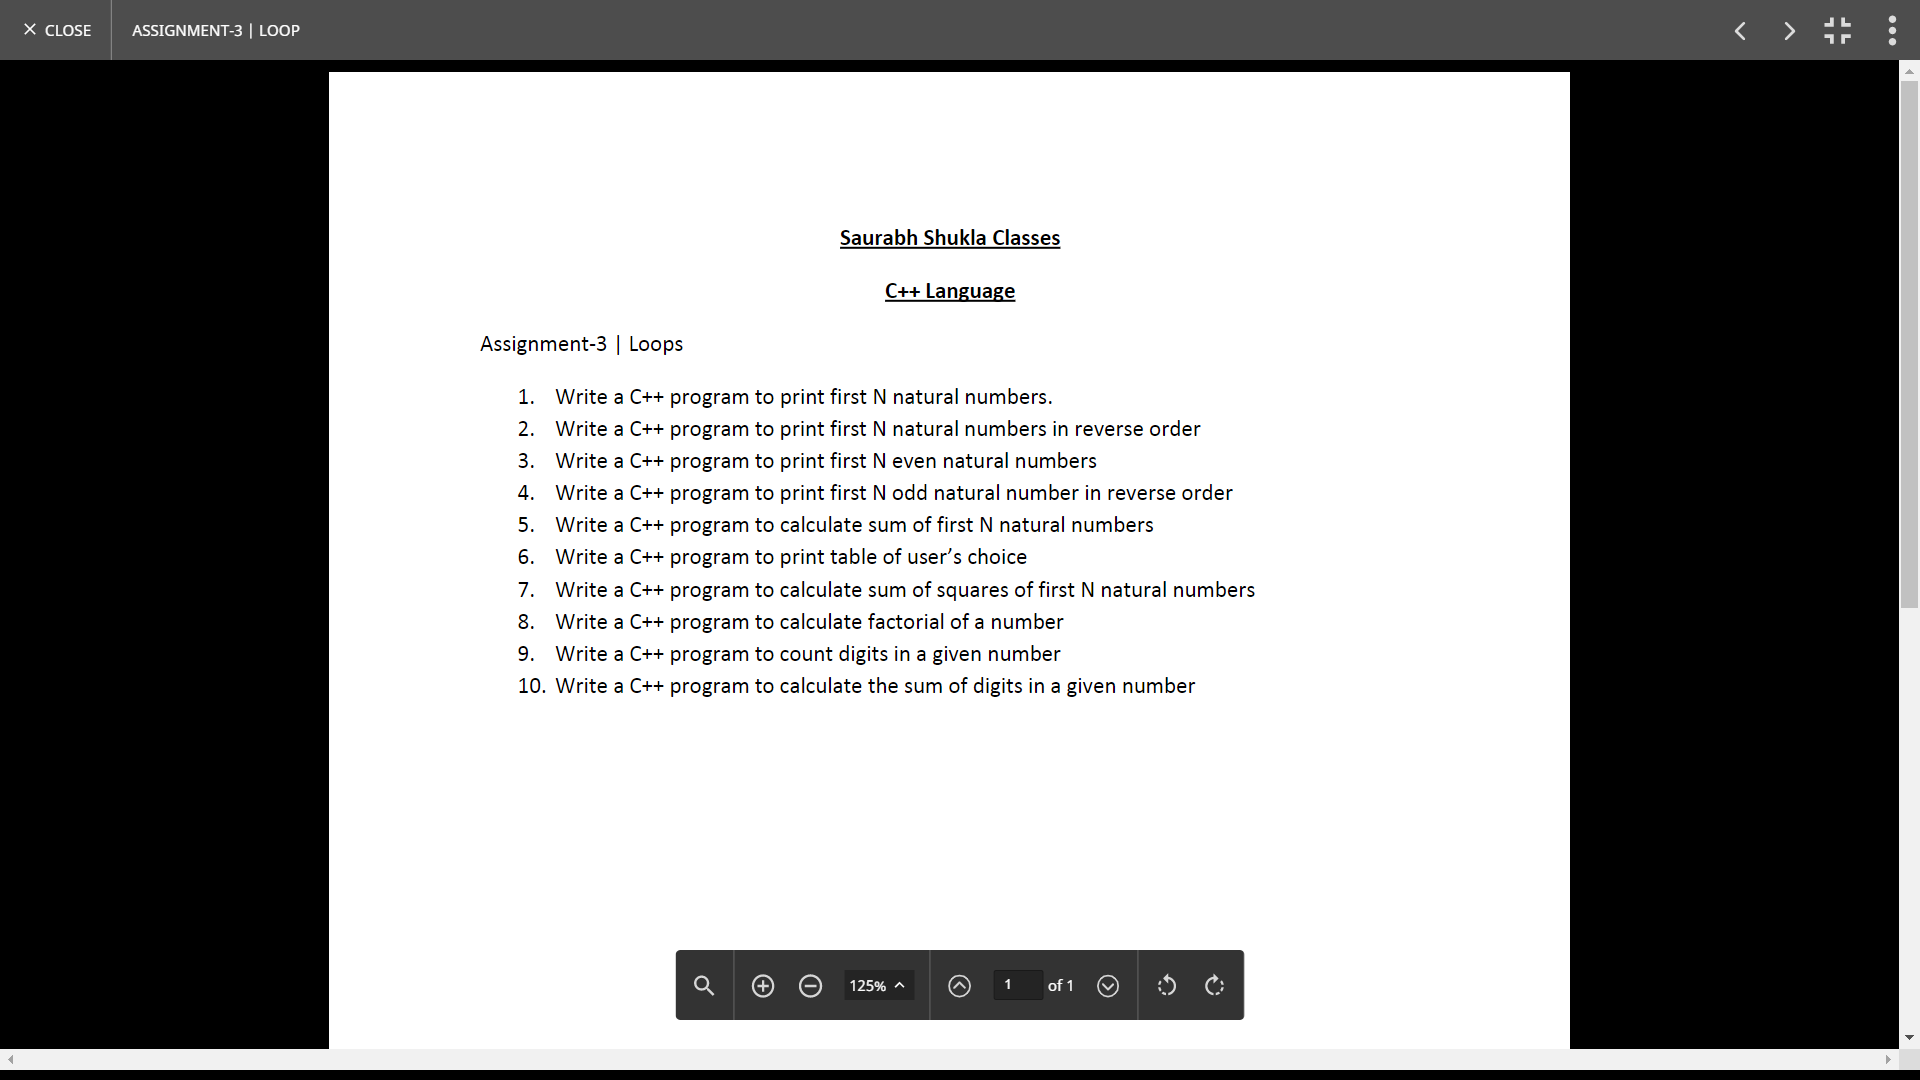 CLOSE
ASSIGNMENT-3 | LOOP
Saurabh Shukla Classes
C++ Language
Assignment-3 | Loops
1. Write a C++ program to print first N natural numbers.
2. Write a C++ program to print first N natural numbers in reverse order
3. Write a C++ program to print first N even natural numbers
4. Write a C++ program to print first N odd natural number in reverse order
5. Write a C++ program to calculate sum of first N natural numbers
6. Write a C++ program to print table of user’s choice
7. Write a C++ program to calculate sum of squares of first N natural numbers
8. Write a C++ program to calculate factorial of a number
9. Write a C++ program to count digits in a given number
10. Write a C++ program to calculate the sum of digits in a given number
125% 1 of 1